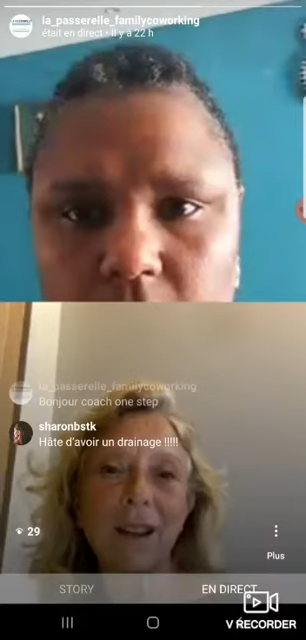 la_passerelle_familycoworking
était en direct • Il y a 22 h
la_passerelle_familycoworking
Bonjour coach one step
sharonbstk
Hâte d'avoir un drainage !!!!!
29
Plus
STORY
EN DIRECT
V RECORDER